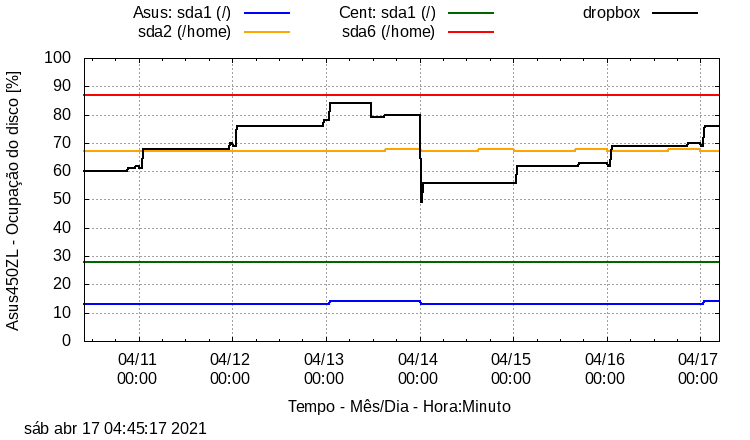 Asus: sda1 (/) Cent: sda1 (/) dropbox
sda2 (/home) sda6 (/home)
100
90
80
70
60
50
40
30
20
10
0
Asus450ZL - Ocupação do disco [%]
04/11 04/12 04/13 04/14 04/15 04/16 04/17
00:00 00:00 00:00 00:00 00:00 00:00 00:00
Tempo - Mês/Dia - Hora:Minuto
sáb abr 17 04:45:17 2021